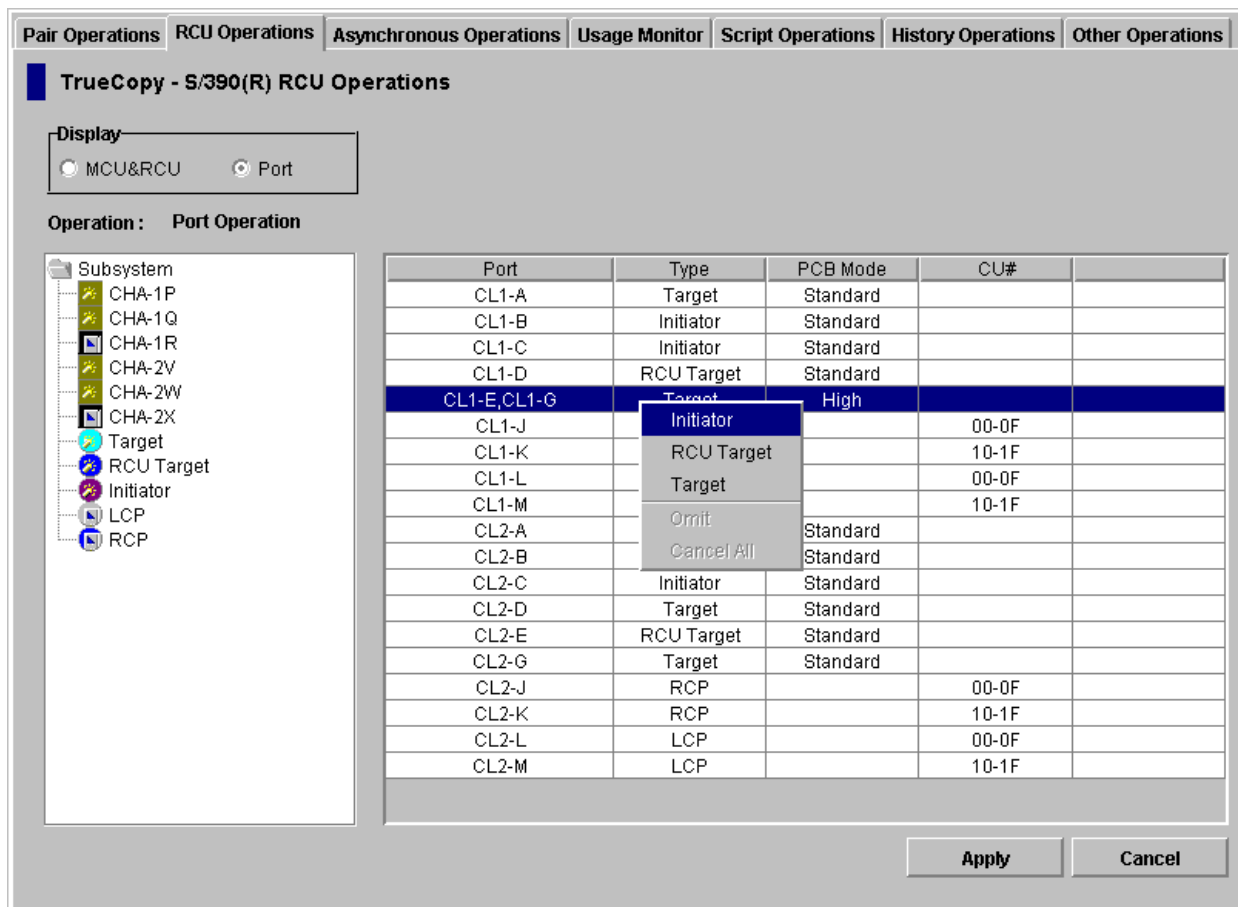 Pair Operations RCU Operations Asynchronous Operations Usage Monitor Script Operations History Operations Other Operations
TrueCopy - S/390(R) RCU Operations
Display
MCU&RCU Port
Operation : Port Operation
Subsystem
CHA-1P
CHA-1Q
CHA-1R
CHA-2V
CHA-2W
CHA-2X
Target
RCU Target
Initiator
LCP
RCP
Port Type PCB Mode CU#
CL1-A Target Standard
CL1-B Initiator Standard
CL1-C Initiator Standard
CL1-D RCU Target Standard
CL1-E,CL1-G Target High
CL1-J 00-0F
CL1-K 10-1F
CL1-L 00-0F
CL1-M 10-1F
CL2-A Standard
CL2-B Standard
CL2-C Initiator Standard
CL2-D Target Standard
CL2-E RCU Target Standard
CL2-G Target Standard
CL2-J RCP 00-0F
CL2-K RCP 10-1F
CL2-L LCP 00-0F
CL2-M LCP 10-1F
Initiator
RCU Target
Target
Omit
Cancel All
Apply Cancel